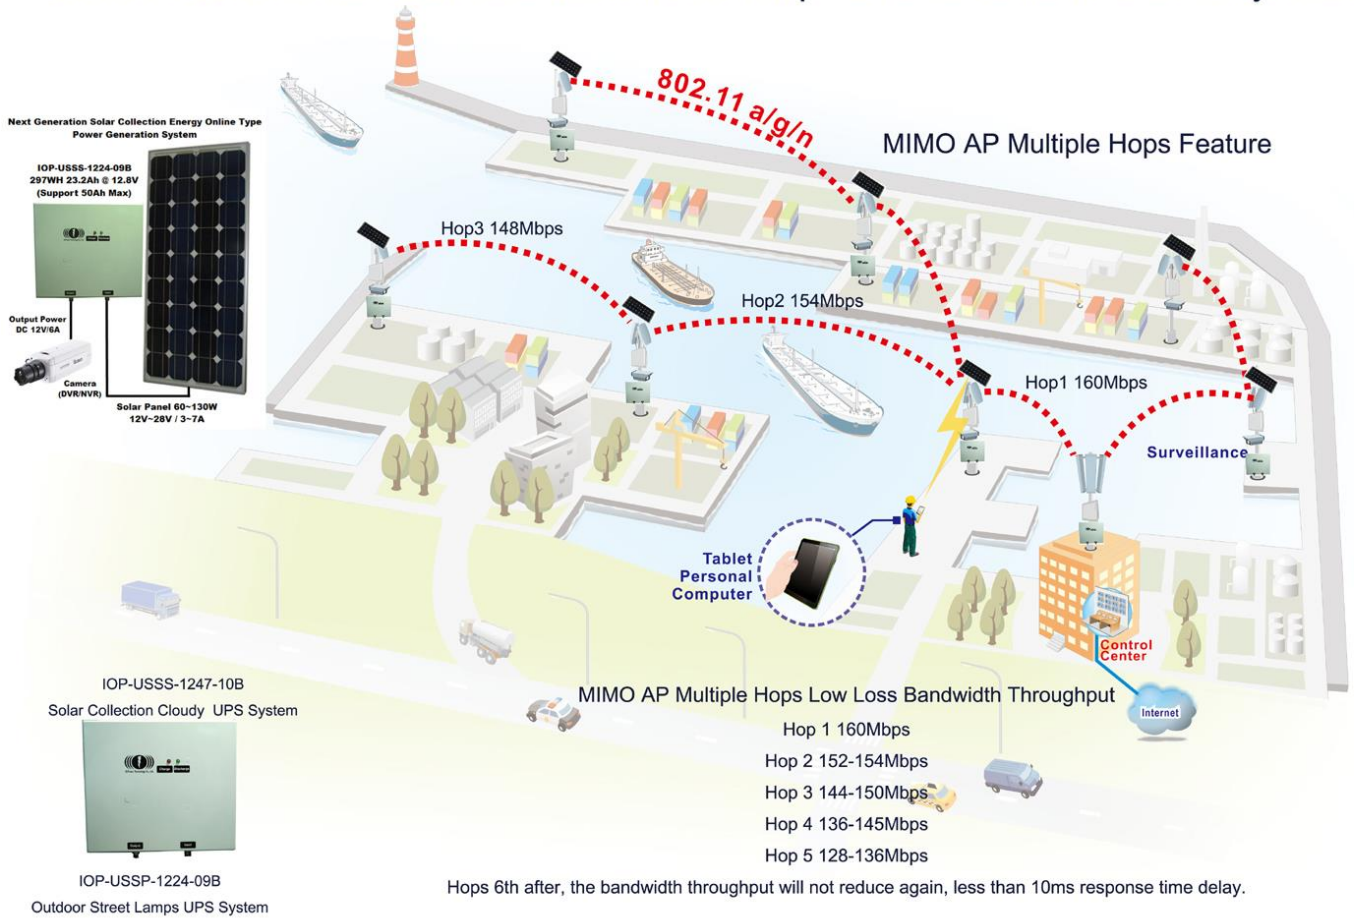 802.11 a/g/n
MIMO AP Multiple Hops Feature
Next Generation Solar Collection Energy Online Type
Power Generation System
IOP-USSS-1224-09B
297WH 23.2Ah @ 12.8V
(Support 50Ah Max)
Output Power
DC 12V/6A
Camera
(DVR/NVR)
Solar Panel 60~130W
12V~28V / 3~7A
Hop3 148Mbps
Hop2 154Mbps
Hop1 160Mbps
Surveillance
Tablet
Personal
Computer
Control
Center
Internet
IOP-USSS-1247-10B
Solar Collection Cloudy UPS System
Charge Discharge
IOP-USSP-1224-09B
Outdoor Street Lamps UPS System
MIMO AP Multiple Hops Low Loss Bandwidth Throughput
Hop 1 160Mbps
Hop 2 152-154Mbps
Hop 3 144-150Mbps
Hop 4 136-145Mbps
Hop 5 128-136Mbps
Hops 6th after, the bandwidth throughput will not reduce again, less than 10ms response time delay.